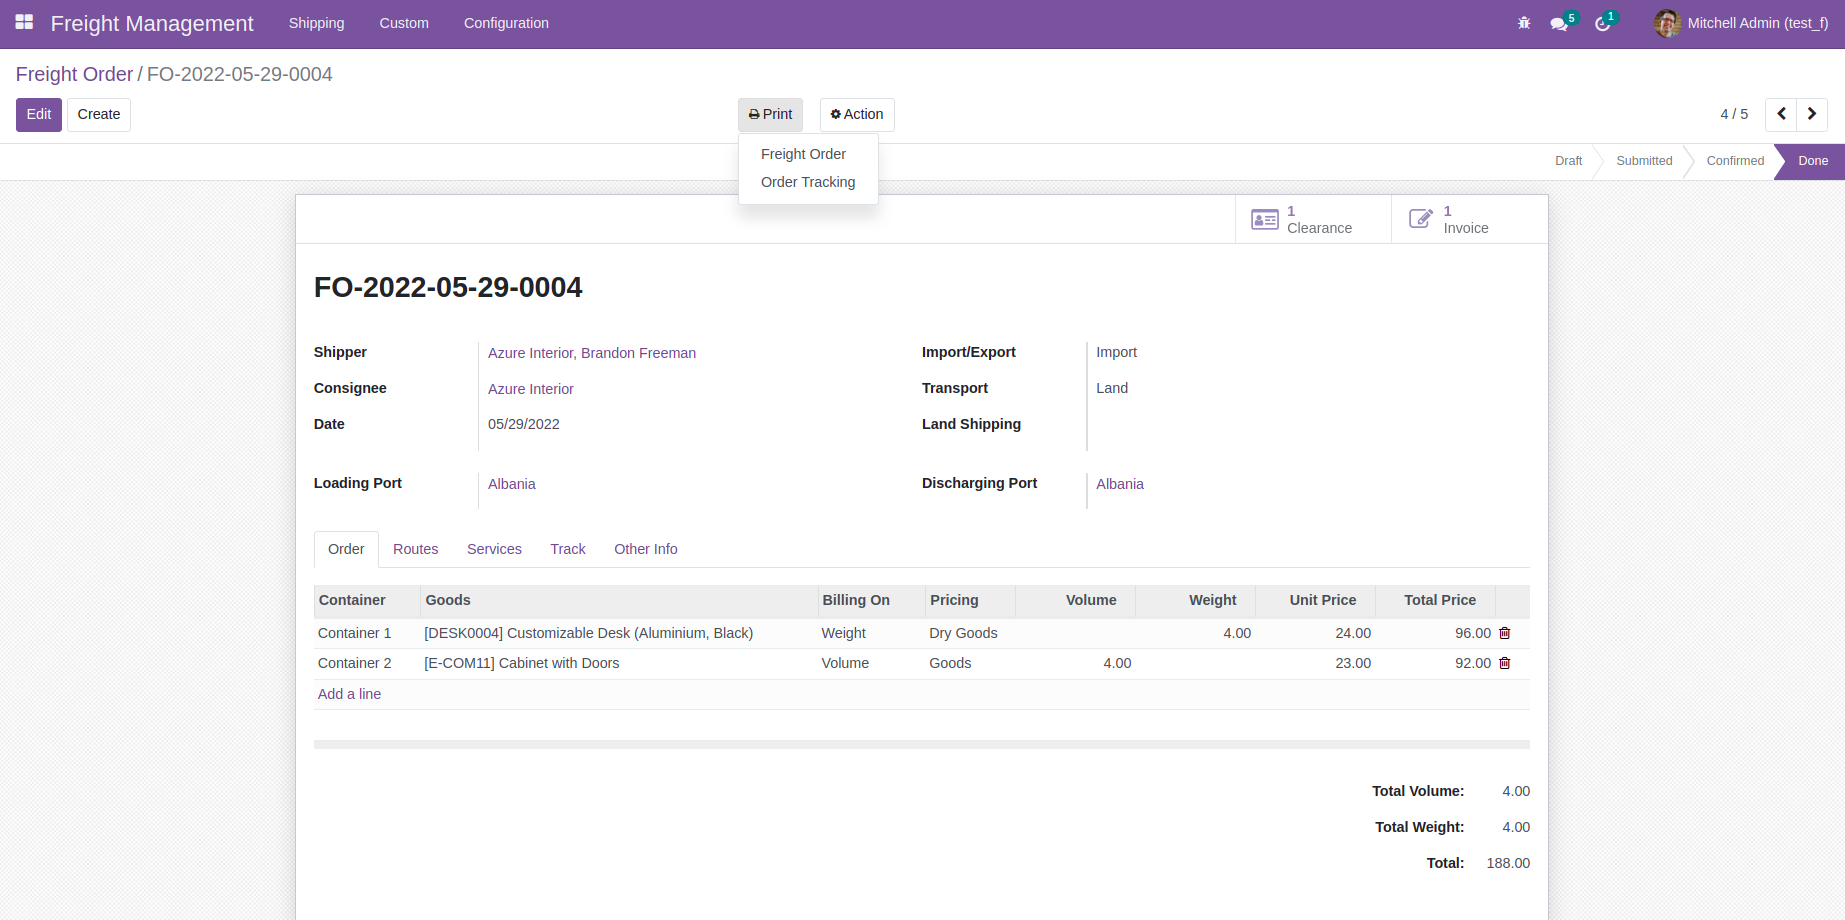 Freight Management Shipping Custom Configuration 5 1 Mitchell Admin (test_f)
Freight Order / FO-2022-05-29-0004
Edit Create Print Action 4 / 5
Freight Order
Order Tracking
Draft Submitted Confirmed Done
1 Clearance
1 Invoice
FO-2022-05-29-0004
Shipper Azure Interior, Brandon Freeman Import/Export Import
Consignee Azure Interior Transport Land
Date 05/29/2022 Land Shipping
Loading Port Albania Discharging Port Albania
Order Routes Services Track Other Info
Container Goods Billing On Pricing Volume Weight Unit Price Total Price
Container 1 [DESK0004] Customizable Desk (Aluminium, Black) Weight Dry Goods 4.00 24.00 96.00
Container 2 [E-COM11] Cabinet with Doors Volume Goods 4.00 23.00 92.00
Add a line
Total Volume: 4.00
Total Weight: 4.00
Total: 188.00